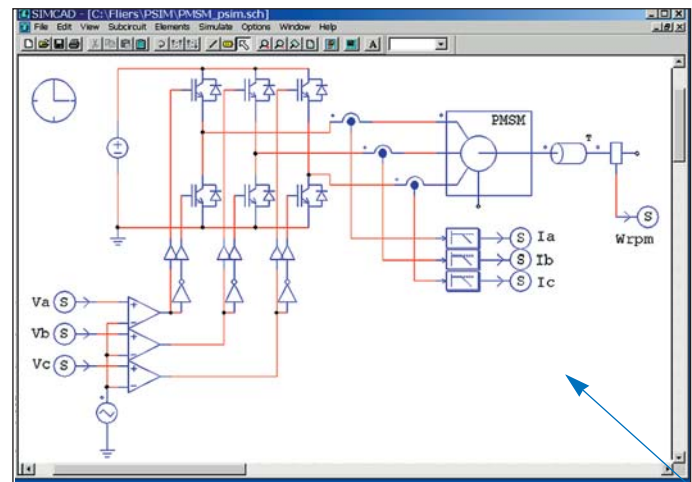 SIMCAD - [C:\Fliers\PSIM\PMSM_psim.sch]
File Edit View Subcircuit Elements Simulate Options Window Help
A
PMSM
T
S
Wrpm
S Ia
S Ib
S Ic
Va S
Vb S
Vc S